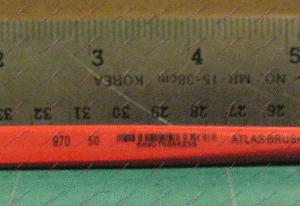 2 3 4 5
KOREA NO. MR-15-38cm
33 32 31 30 29 28 27 26
970 50 ATLAS BRUSH